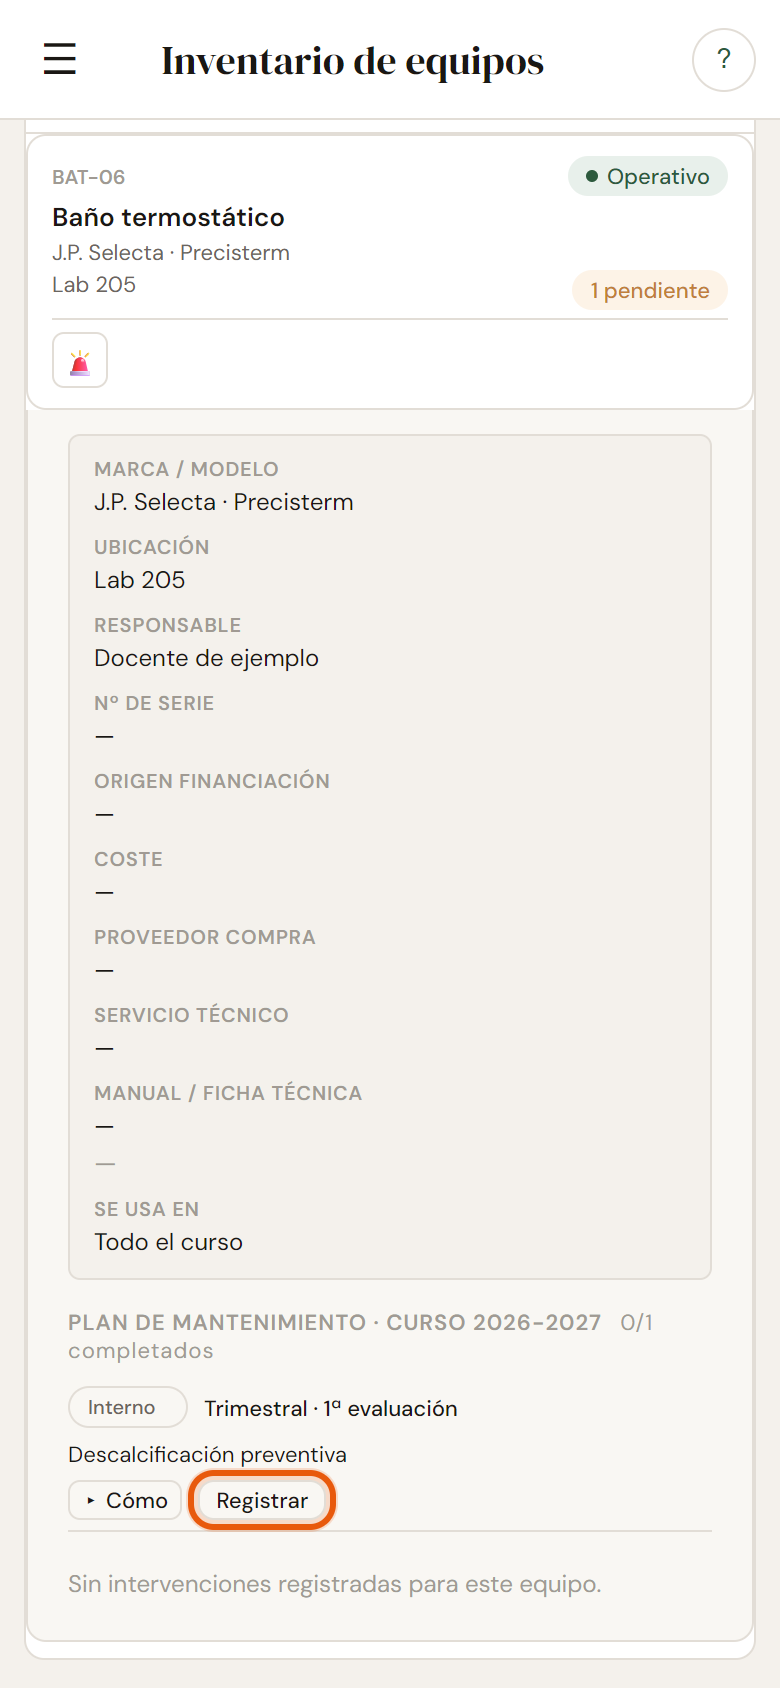 ☰ Inventario de equipos ?
BAT-06
Operativo
Baño termostático
J.P. Selecta · Precisterm
Lab 205
1 pendiente
MARCA / MODELO
J.P. Selecta · Precisterm
UBICACIÓN
Lab 205
RESPONSABLE
Docente de ejemplo
Nº DE SERIE
—
ORIGEN FINANCIACIÓN
—
COSTE
—
PROVEEDOR COMPRA
—
SERVICIO TÉCNICO
—
MANUAL / FICHA TÉCNICA
—
—
SE USA EN
Todo el curso
PLAN DE MANTENIMIENTO · CURSO 2026-2027 0/1
completados
Interno Trimestral · 1ª evaluación
Descalcificación preventiva
▸ Cómo Registrar
Sin intervenciones registradas para este equipo.